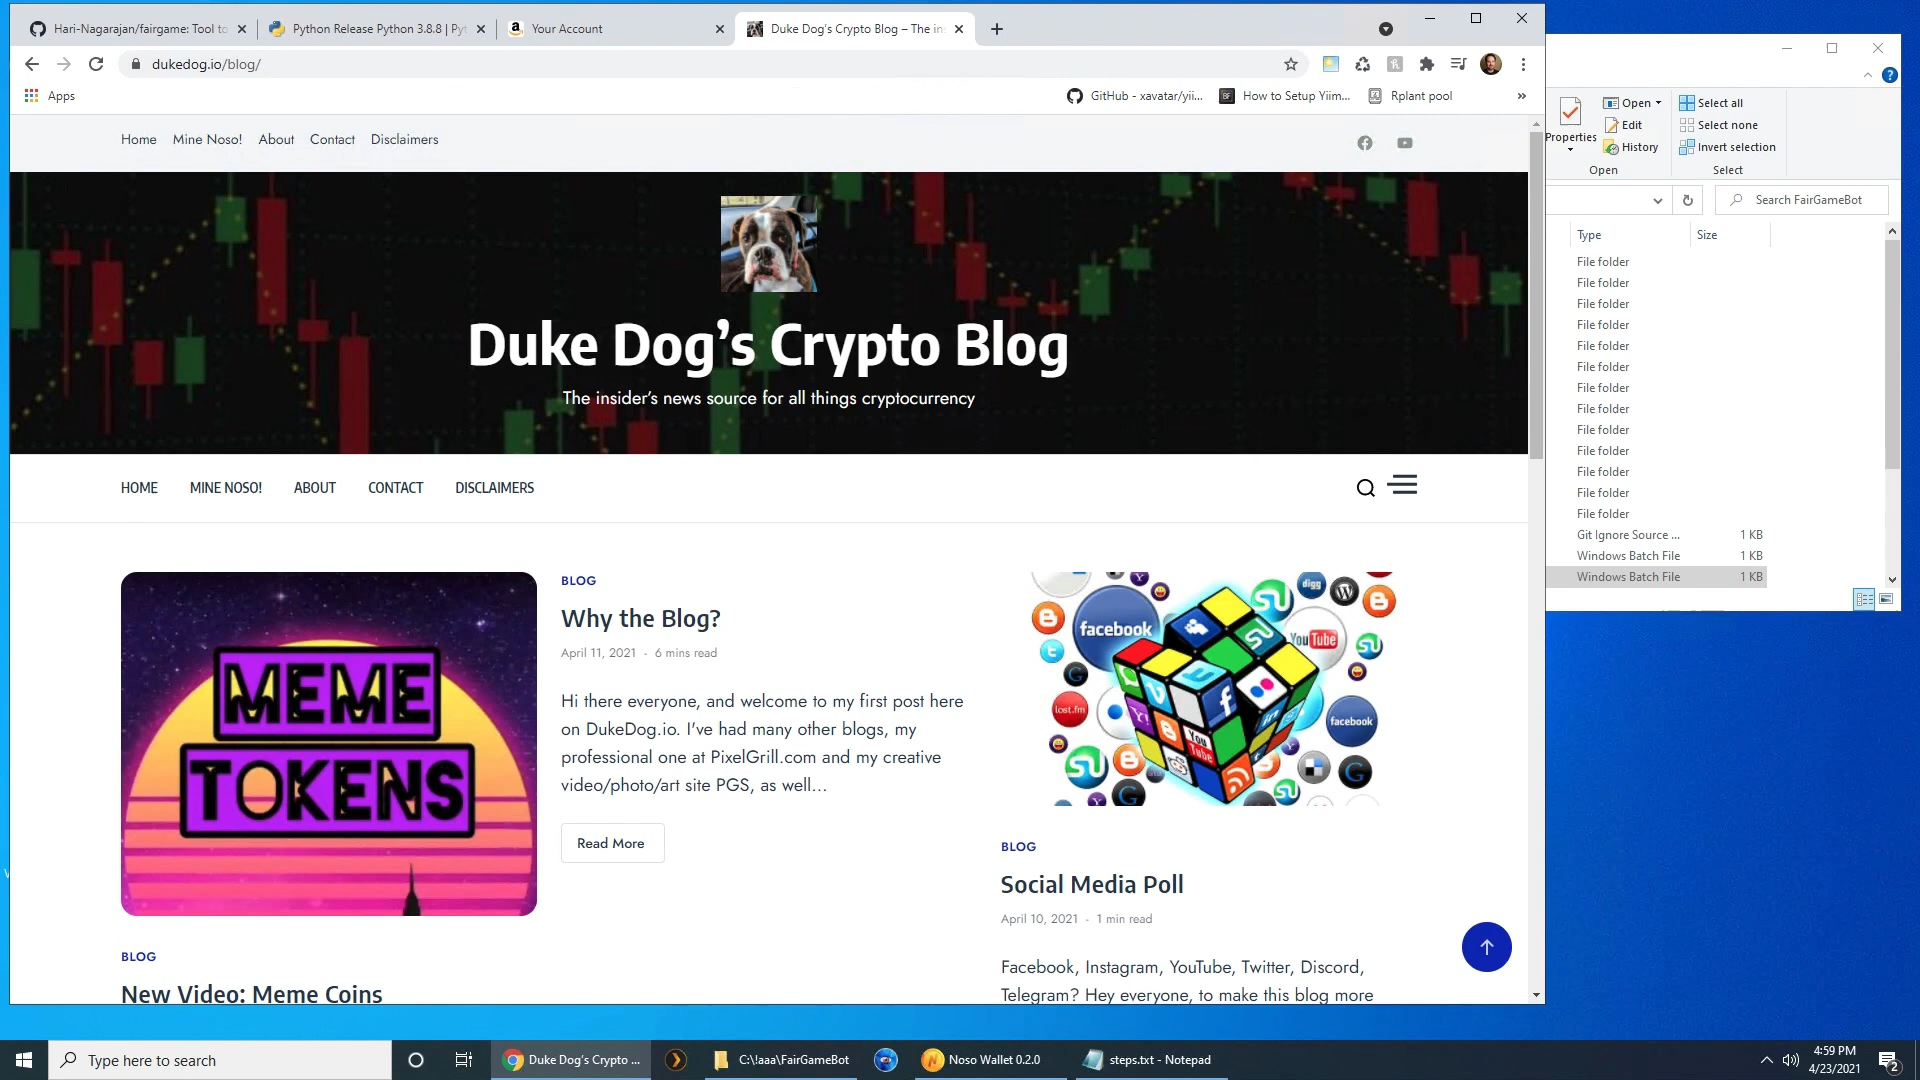 Hari-Nagarajan/fairgame: Tool to
Python Release Python 3.8.8 | Pyt
Your Account
Duke Dog's Crypto Blog – The in
dukedog.io/blog/
Apps
GitHub - xavatar/yii...
How to Setup Yiim...
Rplant pool
»
Home
Mine Noso!
About
Contact
Disclaimers
Duke Dog's Crypto Blog
The insider's news source for all things cryptocurrency
HOME
MINE NOSO!
ABOUT
CONTACT
DISCLAIMERS
MEME
TOKENS
BLOG
New Video: Meme Coins
BLOG
Why the Blog?
April 11, 2021 - 6 mins read
Hi there everyone, and welcome to my first post here
on DukeDog.io. I've had many other blogs, my
professional one at PixelGrill.com and my creative
video/photo/art site PGS, as well...
Read More
digg
facebook
You Tube
lost.fm
facebook
You
Tube
BLOG
Social Media Poll
April 10, 2021 - 1 min read
Facebook, Instagram, YouTube, Twitter, Discord,
Telegram? Hey everyone, to make this blog more
Properties
Open
Edit
History
Open
Select all
Select none
Invert selection
Select
Search FairGameBot
Type
Size
File folder
File folder
File folder
File folder
File folder
File folder
File folder
File folder
File folder
File folder
File folder
File folder
File folder
Git Ignore Source ...
1 KB
Windows Batch File
1 KB
Windows Batch File
1 KB
Type here to search
Duke Dog's Crypto ...
C:\!aaa\FairGameBot
Noso Wallet 0.2.0
steps.txt - Notepad
4:59 PM
4/23/2021
2